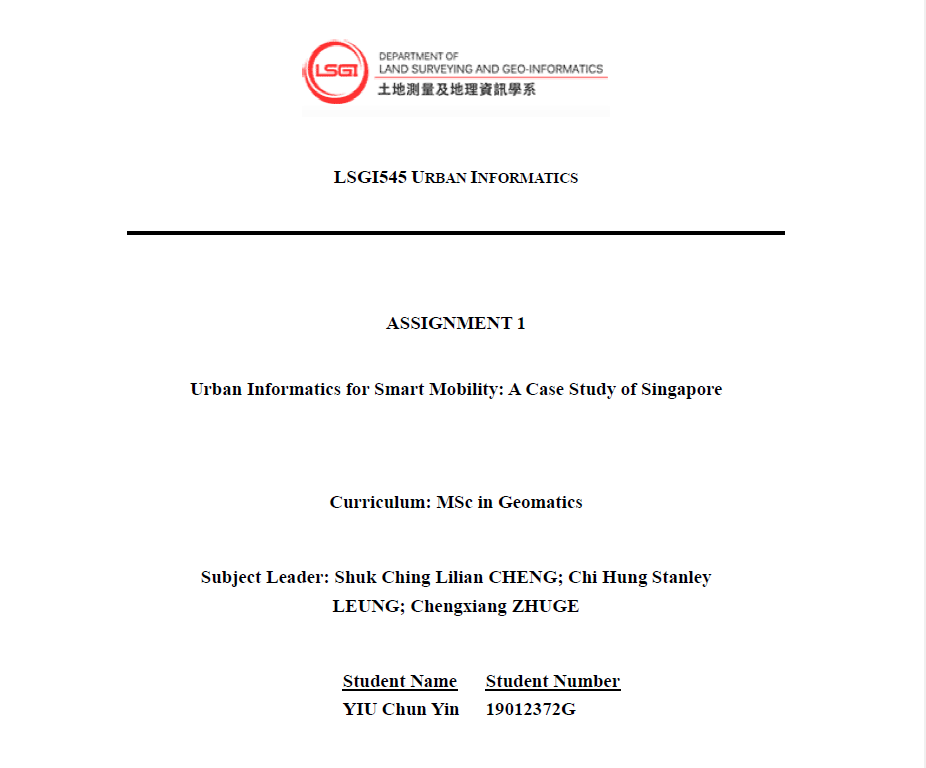 LSGI
DEPARTMENT OF
LAND SURVEYING AND GEO-INFORMATICS
土地測量及地理資訊學系
LSGI545 URBAN INFORMATICS
ASSIGNMENT 1
Urban Informatics for Smart Mobility: A Case Study of Singapore
Curriculum: MSc in Geomatics
Subject Leader: Shuk Ching Lilian CHENG; Chi Hung Stanley
LEUNG; Chengxiang ZHUGE
Student Name Student Number
YIU Chun Yin 19012372G